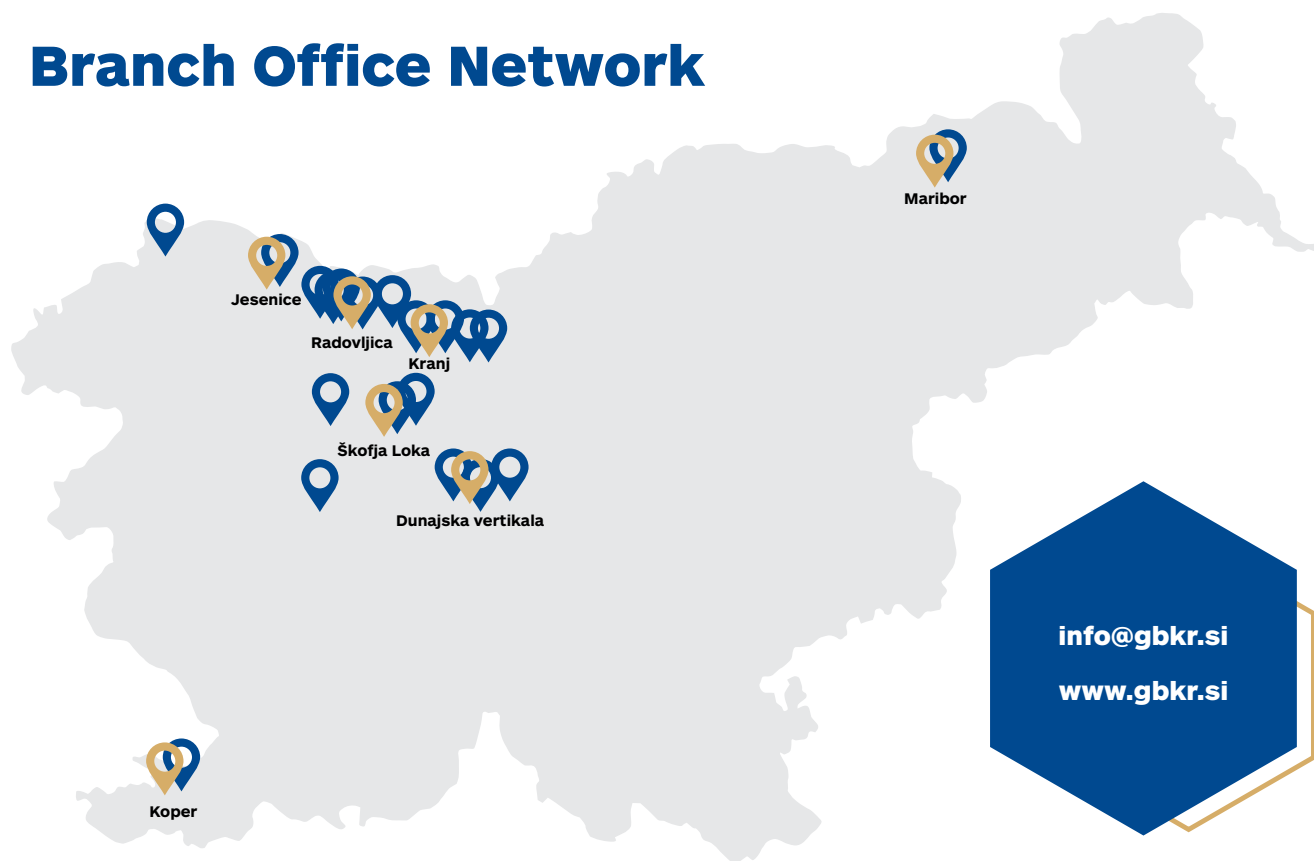 Branch Office Network
Maribor
Jesenice
Radovljica
Kranj
Škofja Loka
Dunajska vertikala
info@gbkr.si
www.gbkr.si
Koper